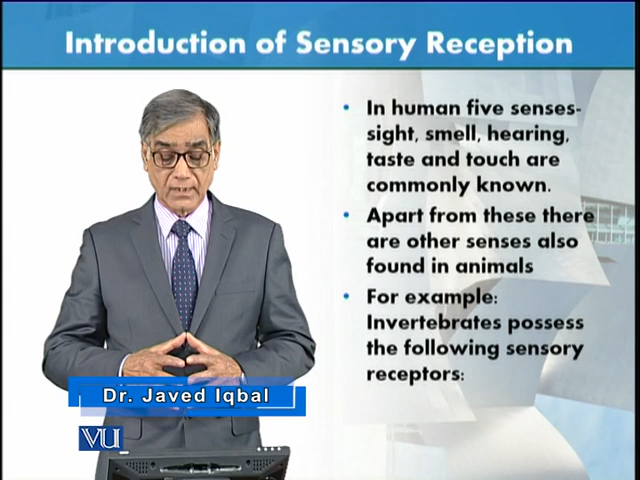 Introduction of Sensory Reception
• In human five senses-
sight, smell, hearing,
taste and touch are
commonly known.
• Apart from these there
are other senses also
found in animals
• For example:
Invertebrates possess
the following sensory
receptors:
Dr. Javed Iqbal
VU